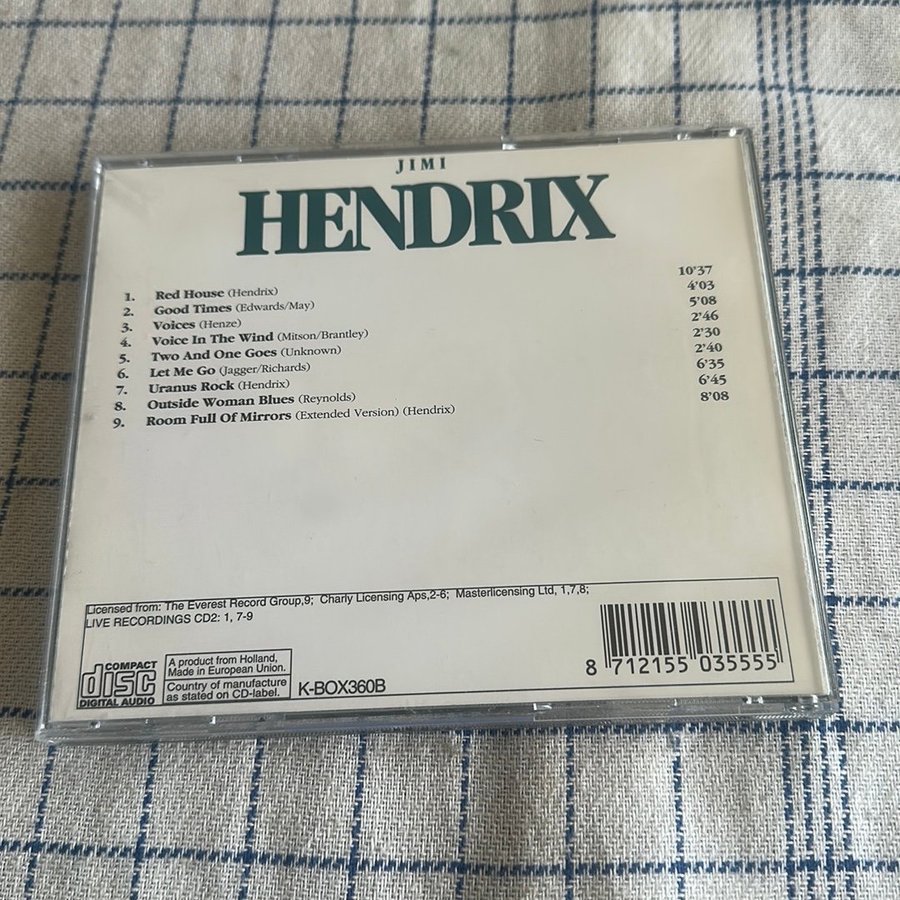 JIMI
HENDRIX
1. Red House (Hendrix) 10'37
2. Good Times (Edwards/May) 4'03
3. Voices (Henze) 5'08
4. Voice In The Wind (Mitson/Brantley) 2'46
5. Two And One Goes (Unknown) 2'30
6. Let Me Go (Jagger/Richards) 2'40
7. Uranus Rock (Hendrix) 6'35
8. Outside Woman Blues (Reynolds) 6'45
9. Room Full Of Mirrors (Extended Version) (Hendrix) 8'08
Licensed from: The Everest Record Group,9; Charly Licensing Aps,2-6; Masterlicensing Ltd, 1,7,8;
LIVE RECORDINGS CD2: 1, 7-9
COMPACT
disc
DIGITAL AUDIO
A product from Holland,
Made in European Union.
Country of manufacture
as stated on CD-label.
K-BOX360B
8 712155 035555